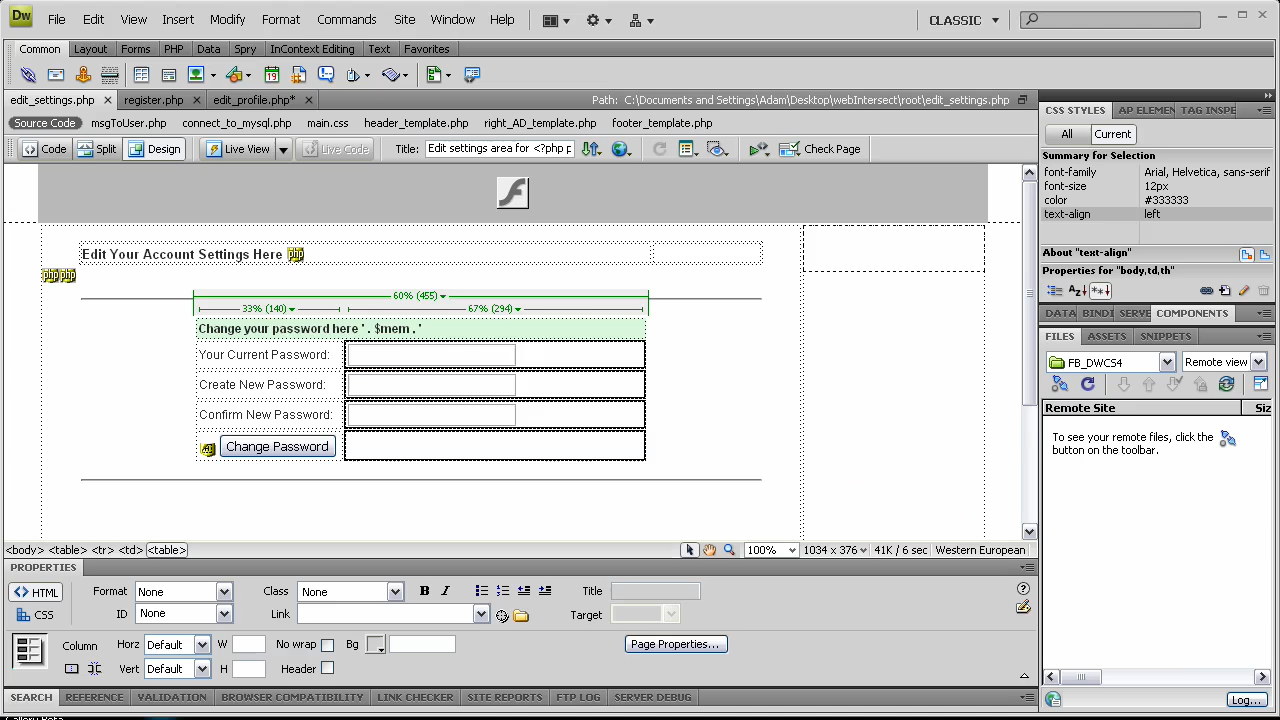 Dw File Edit View Insert Modify Format Commands Site Window Help CLASSIC
Common Layout Forms PHP Data Spry InContext Editing Text Favorites
edit_settings.php register.php edit_profile.php* Path: C:\Documents and Settings\Adam\Desktop\webIntersect\root\edit_settings.php
Source Code msgToUser.php connect_to_mysql.php main.css header_template.php right_AD_template.php footer_template.php
Code Split Design Live View Live Code Title: Edit settings area for <?php p Check Page
Edit Your Account Settings Here php
php php
60% (455)
33% (140) 67% (294)
Change your password here ' . $mem . '
Your Current Password:
Create New Password:
Confirm New Password:
Change Password
<body> <table> <tr> <td> <table> 100% 1034 x 376 41K / 6 sec Western European
PROPERTIES
HTML Format None Class None B I Title
CSS ID None Link Target
Column Horz Default W No wrap Bg Page Properties...
Vert Default H Header
SEARCH REFERENCE VALIDATION BROWSER COMPATIBILITY LINK CHECKER SITE REPORTS FTP LOG SERVER DEBUG
CSS STYLES AP ELEMEN TAG INSPE
All Current
Summary for Selection
font-family Arial, Helvetica, sans-serif
font-size 12px
color #333333
text-align left
About "text-align"
Properties for "body,td,th"
DATA BINDI SERVE COMPONENTS
FILES ASSETS SNIPPETS
FB_DWCS4 Remote view
Remote Site Siz
To see your remote files, click the
button on the toolbar.
Log...